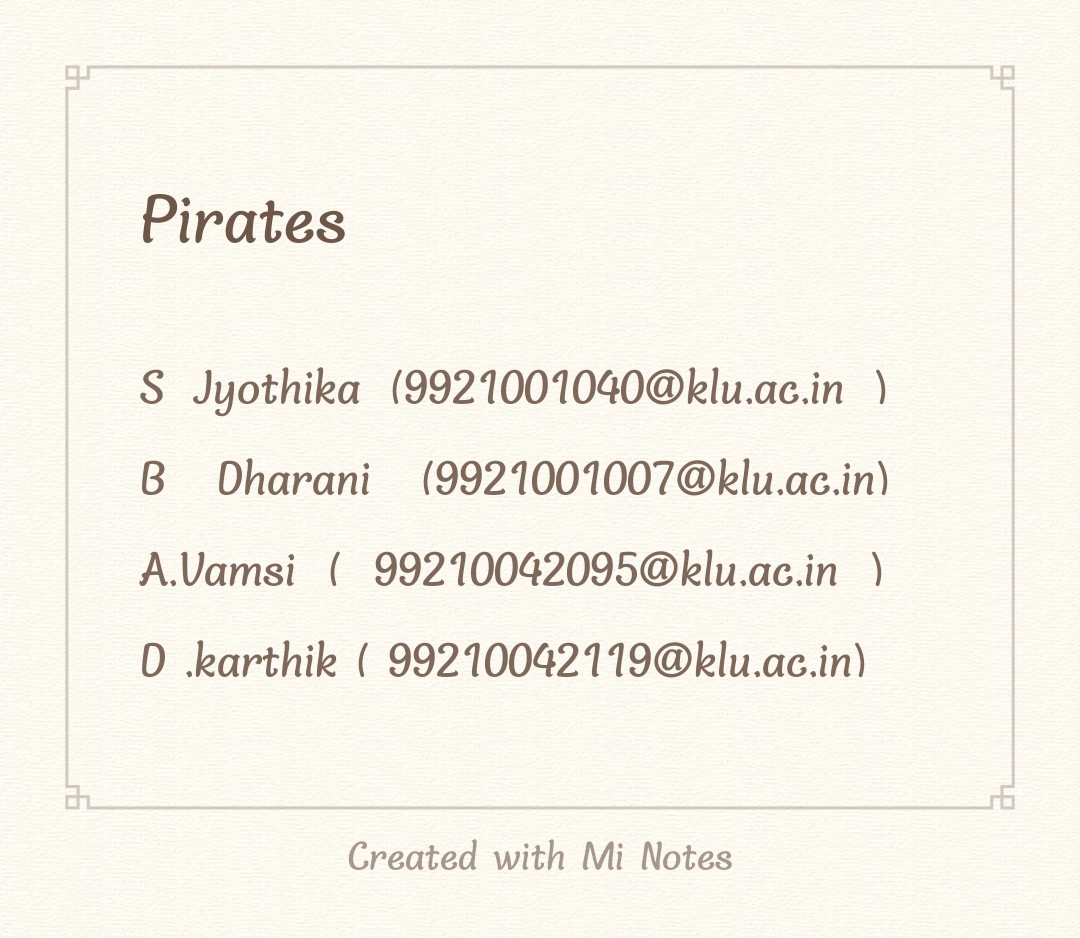 Pirates
S Jyothika (9921001040@klu.ac.in )
B Dharani (9921001007@klu.ac.in)
A.Vamsi ( 99210042095@klu.ac.in )
D .karthik ( 99210042119@klu.ac.in)
Created with Mi Notes